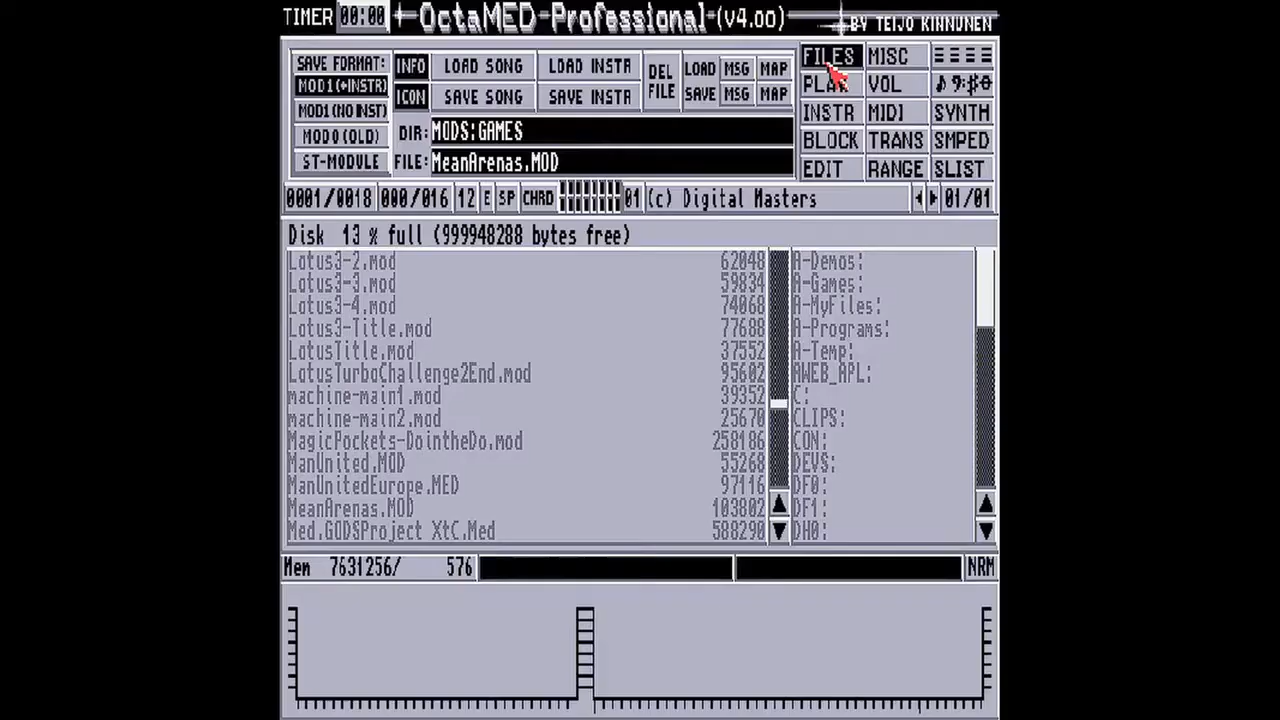 TIMER 00:00 OctaMED-Professional (v4.00) BY TEIJO KINNUNEN
SAVE FORMAT: INFO LOAD SONG LOAD INSTR DEL FILE LOAD MSG MAP FILES MISC
MOD1(+INSTR) ICON SAVE SONG SAVE INSTR SAVE MSG MAP PLAY VOL
MOD1(NO INST) DIR: MODS:GAMES INSTR MIDI SYNTH
MOD0(OLD) BLOCK TRANS SMPED
ST-MODULE FILE: MeanArenas.MOD EDIT RANGE SLIST
0001/0018 000/016 12 E SP CHRD 01 (c) Digital Masters 01/01
Disk 13 % full (999948288 bytes free)
Lotus3-2.mod 62048 A-Demos:
Lotus3-3.mod 59834 A-Games:
Lotus3-4.mod 74068 A-MyFiles:
Lotus3-Title.mod 77688 A-Programs:
LotusTitle.mod 37552 A-Temp:
LotusTurboChallenge2End.mod 95602 AWEB_APL:
machine-main1.mod 39352 C:
machine-main2.mod 25670 CLIPS:
MagicPockets-DointheDo.mod 258186 CON:
ManUnited.MOD 55268 DEVS:
ManUnitedEurope.MED 97116 DF0:
MeanArenas.MOD 103802 DF1:
Med.GODSProject XtC.Med 588290 DH0:
Mem 7631256/ 576 NRM